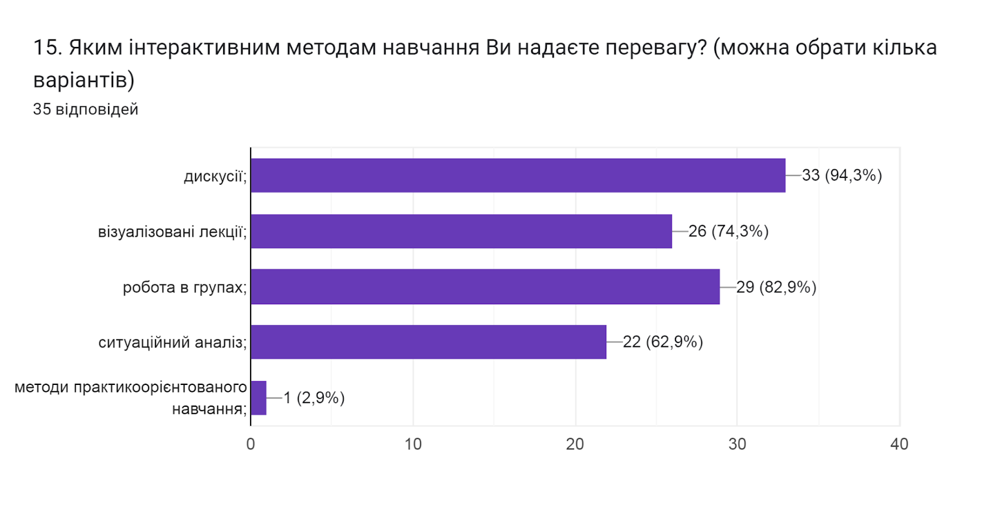 15. Яким інтерактивним методам навчання Ви надаєте перевагу? (можна обрати кілька
варіантів)
35 відповідей
дискусії;
33 (94,3%)
візуалізовані лекції;
26 (74,3%)
робота в групах;
29 (82,9%)
ситуаційний аналіз;
22 (62,9%)
методи практикоорієнтованого
навчання;
1 (2,9%)
0 10 20 30 40